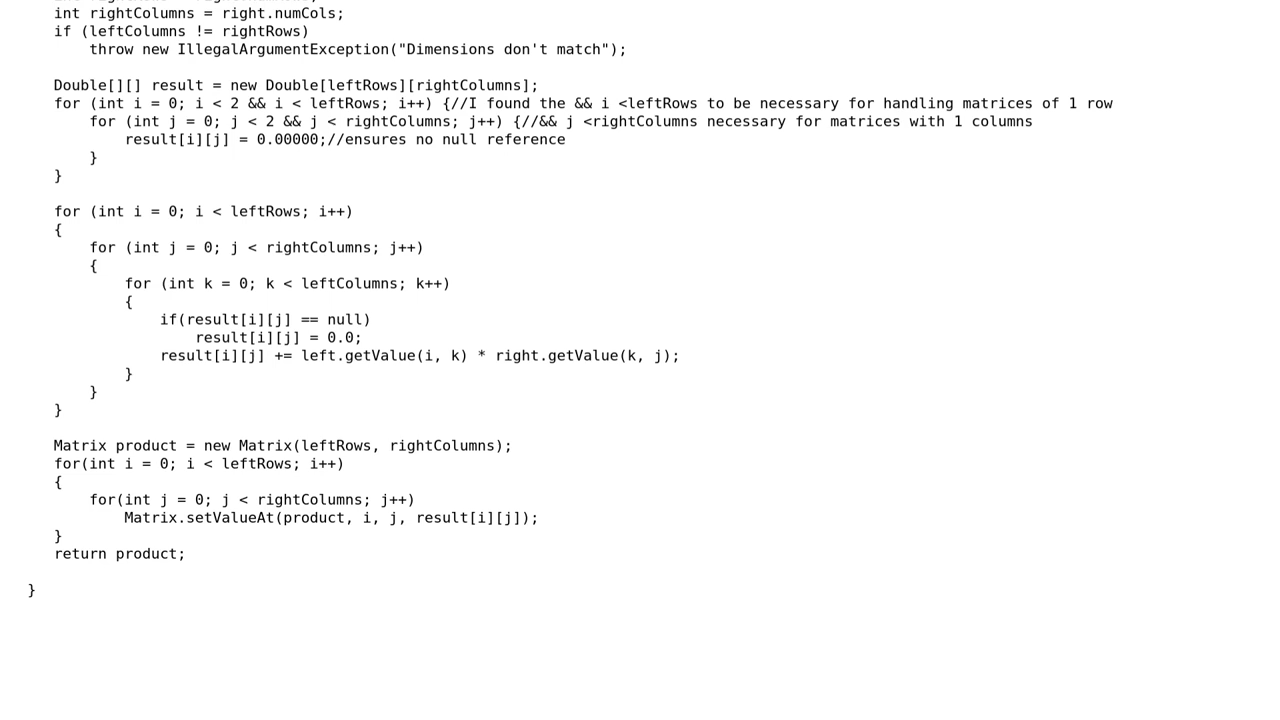 int rightColumns = right.numCols;
if (leftColumns != rightRows)
throw new IllegalArgumentException("Dimensions don't match");
Double[][] result = new Double[leftRows][rightColumns];
for (int i = 0; i < 2 && i < leftRows; i++) {//I found the && i <leftRows to be necessary for handling matrices of 1 row
for (int j = 0; j < 2 && j < rightColumns; j++) {//&& j <rightColumns necessary for matrices with 1 columns
result[i][j] = 0.00000;//ensures no null reference
}
}
for (int i = 0; i < leftRows; i++)
{
for (int j = 0; j < rightColumns; j++)
{
for (int k = 0; k < leftColumns; k++)
{
if(result[i][j] == null)
result[i][j] = 0.0;
result[i][j] += left.getValue(i, k) * right.getValue(k, j);
}
}
}
Matrix product = new Matrix(leftRows, rightColumns);
for(int i = 0; i < leftRows; i++)
{
for(int j = 0; j < rightColumns; j++)
Matrix.setValueAt(product, i, j, result[i][j]);
}
return product;
}